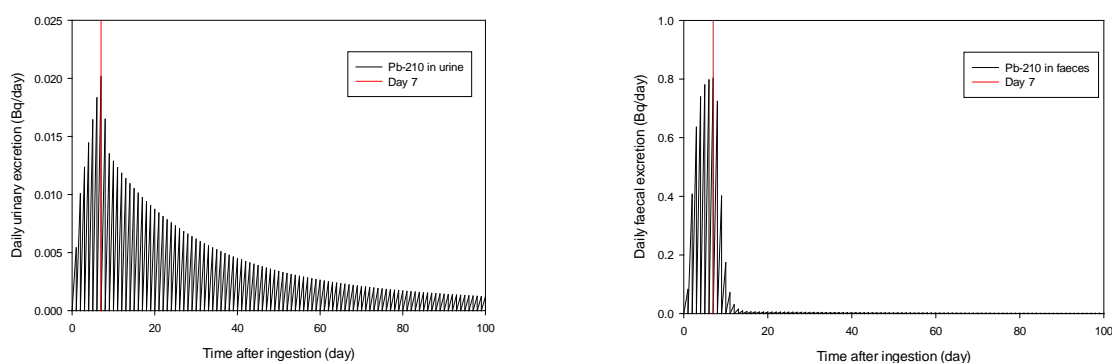 Daily urinary excretion (Bq/day)
0.025
0.020
0.015
0.010
0.005
0.000
Pb-210 in urine
Day 7
0 20 40 60 80 100
Time after ingestion (day)
Daily faecal excretion (Bq/day)
1.0
0.8
0.6
0.4
0.2
0.0
Pb-210 in faeces
Day 7
0 20 40 60 80 100
Time after ingestion (day)